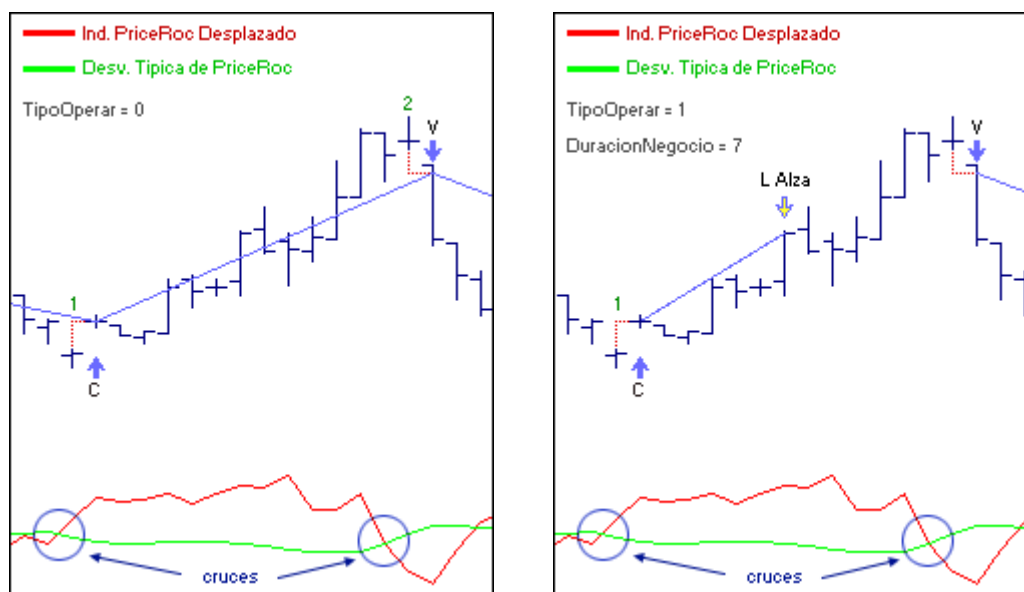 Ind. PriceRoc Desplazado
Desv. Tipica de PriceRoc
TipoOperar = 0
2
V
1
C
cruces
Ind. PriceRoc Desplazado
Desv. Tipica de PriceRoc
TipoOperar = 1
DuracionNegocio = 7
V
L Alza
1
C
cruces